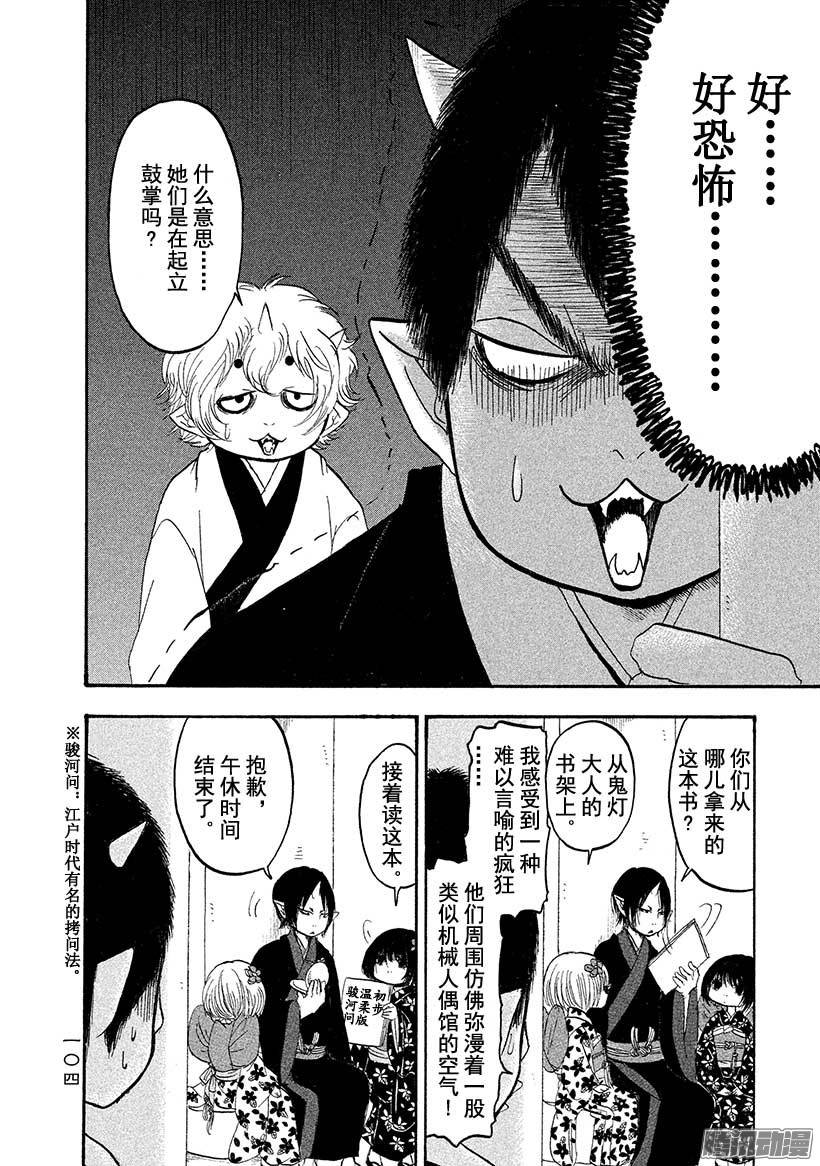 好……
好恐怖…………
什么意思……
她们是在起立
鼓掌吗？
你们从
哪儿拿来的
这本书？
从鬼灯
大人的
书架上。
我感受到一种
难以言喻的疯狂
……
他们周围仿佛弥漫着一股
类似机械人偶馆的空气！
接着读这本。
抱歉，
午休时间
结束了。
初步
温柔版
骏河问
※骏河问：江户时代有名的拷问法。
一〇四
腾讯动漫